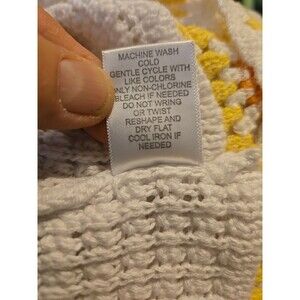 MACHINE WASH
COLD
GENTLE CYCLE WITH
LIKE COLORS
ONLY NON-CHLORINE
BLEACH IF NEEDED
DO NOT WRING
OR TWIST
RESHAPE AND
DRY FLAT
COOL IRON IF
NEEDED